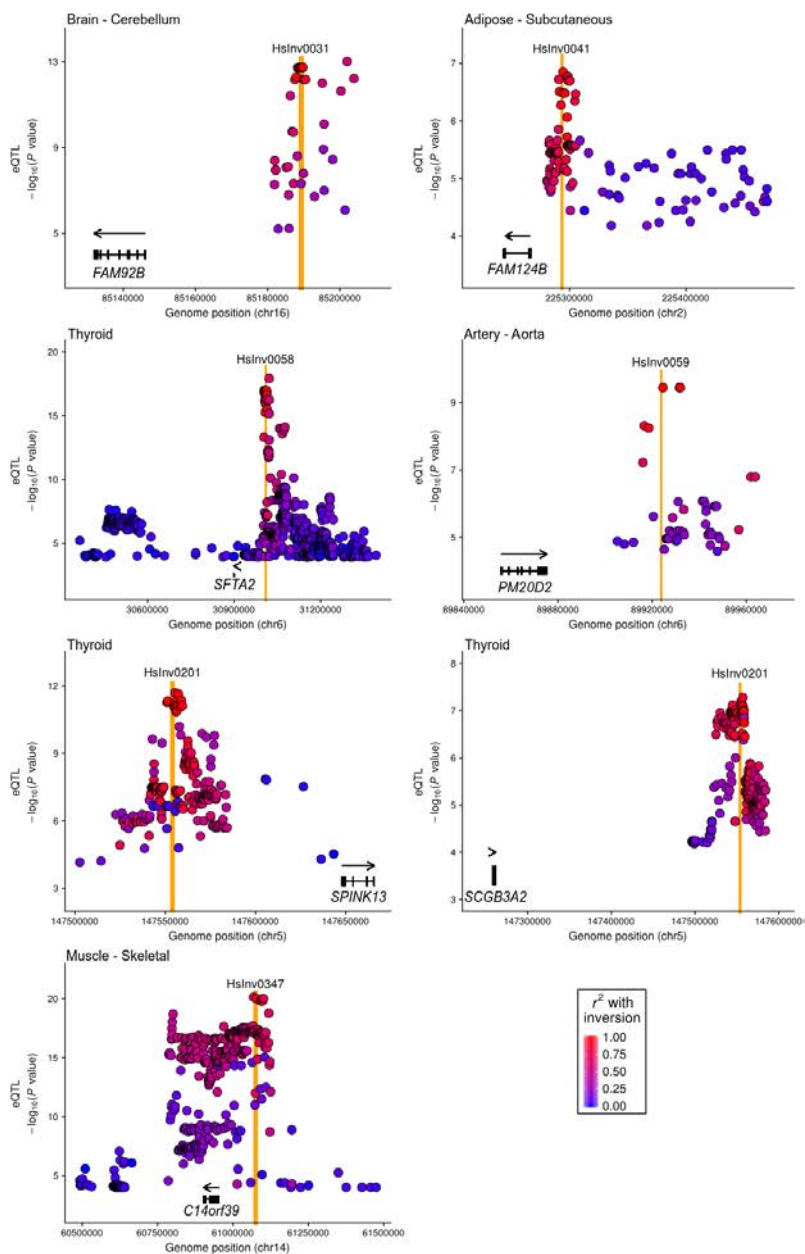 Brain - Cerebellum
HsInv0031
13
9
5
eQTL
− log10(P value)
FAM92B
85140000 85160000 85180000 85200000
Genome position (chr16)
Adipose - Subcutaneous
HsInv0041
7
6
5
4
eQTL
− log10(P value)
FAM124B
225300000 225400000
Genome position (chr2)
Thyroid
HsInv0058
20
15
10
5
eQTL
− log10(P value)
SFTA2
30600000 30900000 31200000
Genome position (chr6)
Artery - Aorta
HsInv0059
9
7
5
eQTL
− log10(P value)
PM20D2
89840000 89880000 89920000 89960000
Genome position (chr6)
Thyroid
HsInv0201
12
9
6
3
eQTL
− log10(P value)
SPINK13
147500000 147550000 147600000 147650000
Genome position (chr5)
Thyroid
HsInv0201
8
7
6
5
4
3
eQTL
− log10(P value)
SCGB3A2
147300000 147400000 147500000 147600000
Genome position (chr5)
Muscle - Skeletal
HsInv0347
20
15
10
5
eQTL
− log10(P value)
C14orf39
60500000 60750000 61000000 61250000 61500000
Genome position (chr14)
r2 with
inversion
1.00
0.75
0.50
0.25
0.00